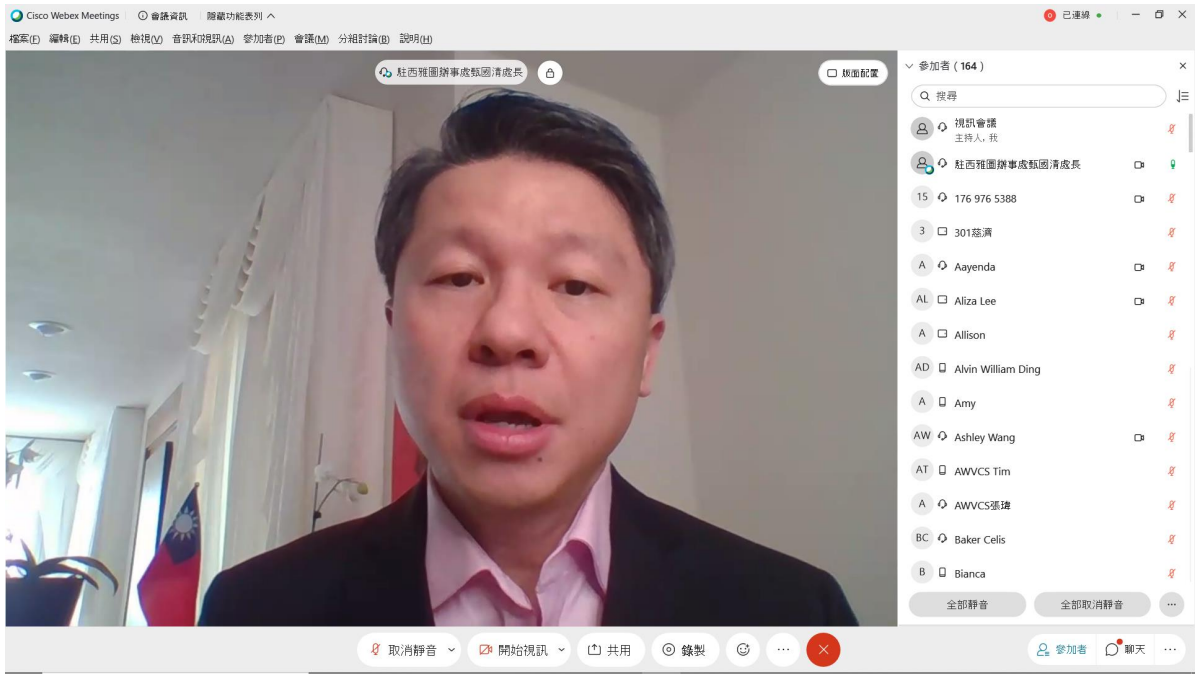 Cisco Webex Meetings
會議資訊
隱藏功能表列
已連線
檔案(F) 編輯(E) 共用(S) 檢視(V) 音訊和視訊(A) 參加者(P) 會議(M) 分組討論(B) 說明(H)
駐西雅圖辦事處甄國清處長
版面配置
參加者 ( 164 )
搜尋
視訊會議
主持人, 我
駐西雅圖辦事處甄國清處長
15 176 976 5388
3 301慈濟
A Aayenda
AL Aliza Lee
A Allison
AD Alvin William Ding
A Amy
AW Ashley Wang
AT AWVCS Tim
A AWVCS張瑋
BC Baker Celis
B Bianca
全部靜音 全部取消靜音
取消靜音 開始視訊 共用 錄製
參加者 聊天